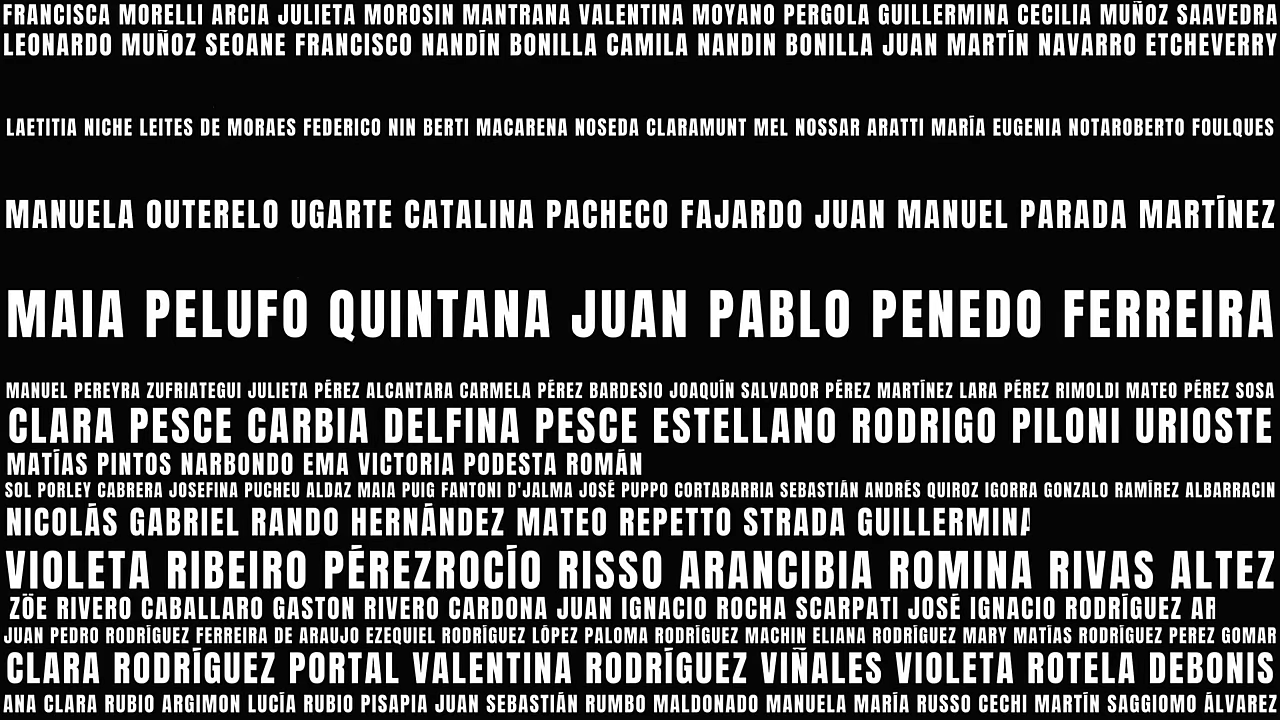 FRANCISCA MORELLI ARCIA JULIETA MOROSIN MANTRANA VALENTINA MOYANO PERGOLA GUILLERMINA CECILIA MUÑOZ SAAVEDRA
LEONARDO MUÑOZ SEOANE FRANCISCO NANDÍN BONILLA CAMILA NANDIN BONILLA JUAN MARTÍN NAVARRO ETCHEVERRY
LAETITIA NICHE LEITES DE MORAES FEDERICO NIN BERTI MACARENA NOSEDA CLARAMUNT MEL NOSSAR ARATTI MARÍA EUGENIA NOTAROBERTO FOULQUES
MANUELA OUTERELO UGARTE CATALINA PACHECO FAJARDO JUAN MANUEL PARADA MARTÍNEZ
MAIA PELUFO QUINTANA JUAN PABLO PENEDO FERREIRA
MANUEL PEREYRA ZUFRIATEGUI JULIETA PÉREZ ALCANTARA CARMELA PÉREZ BARDESIO JOAQUÍN SALVADOR PÉREZ MARTÍNEZ LARA PÉREZ RIMOLDI MATEO PÉREZ SOSA
CLARA PESCE CARBIA DELFINA PESCE ESTELLANO RODRIGO PILONI URIOSTE
MATÍAS PINTOS NARBONDO EMA VICTORIA PODESTA ROMÁN
SOL PORLEY CABRERA JOSEFINA PUCHEU ALDAZ MAIA PUIG FANTONI D'JALMA JOSÉ PUPPO CORTABARRIA SEBASTIÁN ANDRÉS QUIROZ IGORRA GONZALO RAMÍREZ ALBARRACIN
NICOLÁS GABRIEL RANDO HERNÁNDEZ MATEO REPETTO STRADA GUILLERMINA
VIOLETA RIBEIRO PÉREZROCÍO RISSO ARANCIBIA ROMINA RIVAS ALTEZ
ZÖE RIVERO CABALLARO GASTON RIVERO CARDONA JUAN IGNACIO ROCHA SCARPATI JOSÉ IGNACIO RODRÍGUEZ
JUAN PEDRO RODRÍGUEZ FERREIRA DE ARAUJO EZEQUIEL RODRÍGUEZ LÓPEZ PALOMA RODRÍGUEZ MACHIN ELIANA RODRÍGUEZ MARY MATÍAS RODRÍGUEZ PEREZ GOMAR
CLARA RODRÍGUEZ PORTAL VALENTINA RODRÍGUEZ VIÑALES VIOLETA ROTELA DEBONIS
ANA CLARA RUBIO ARGIMON LUCÍA RUBIO PISAPIA JUAN SEBASTIÁN RUMBO MALDONADO MANUELA MARÍA RUSSO CECHI MARTÍN SAGGIOMO ÁLVAREZ